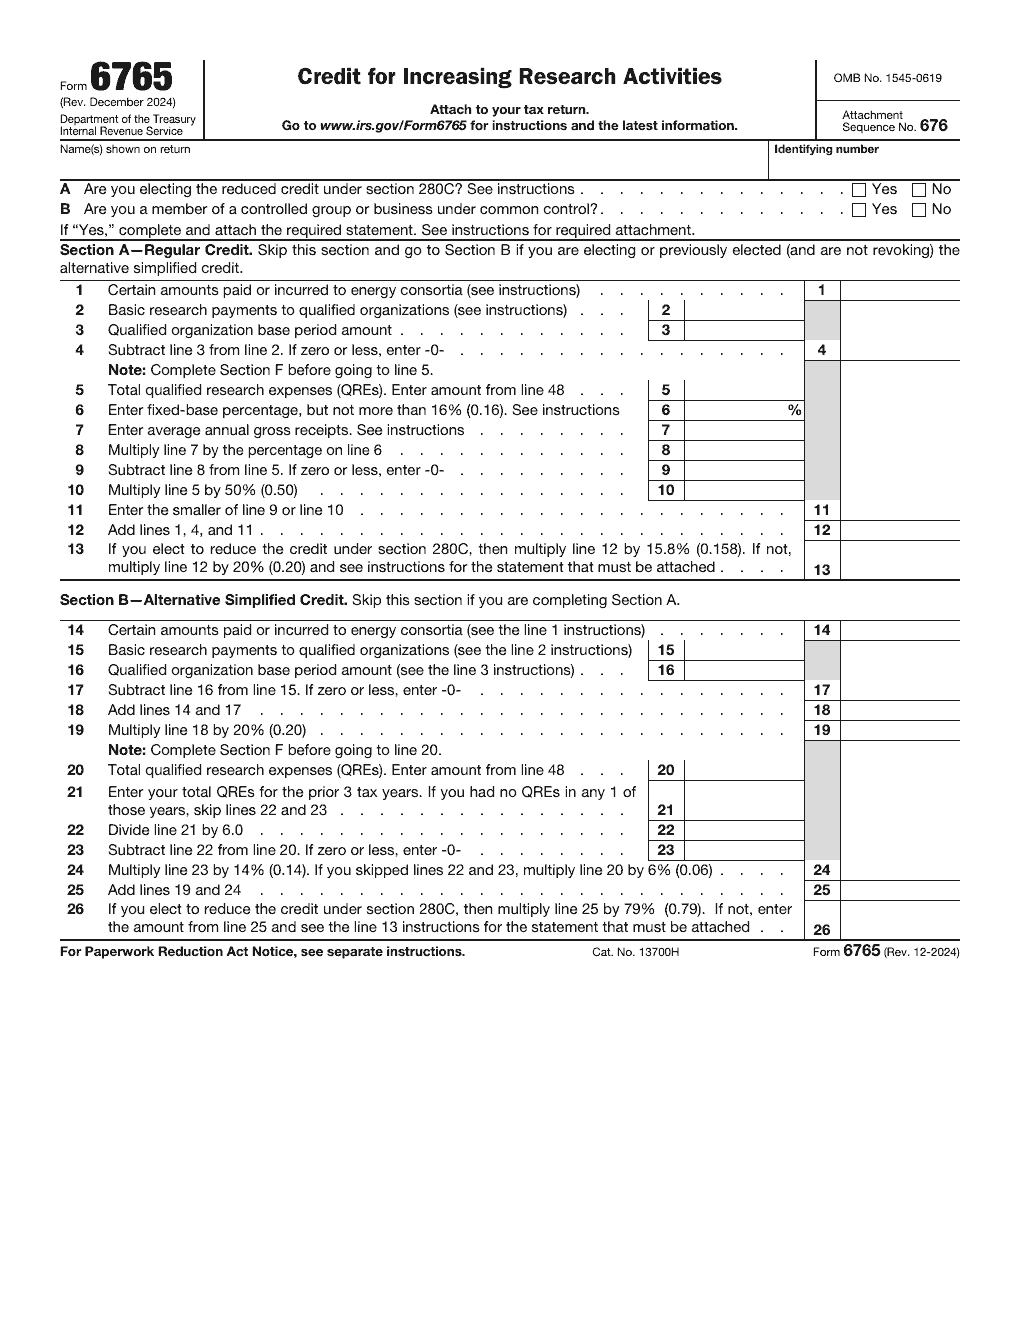 Form 6765
(Rev. December 2024)
Department of the Treasury
Internal Revenue Service
Credit for Increasing Research Activities
Attach to your tax return.
Go to www.irs.gov/Form6765 for instructions and the latest information.
OMB No. 1545-0619
Attachment
Sequence No. 676
Name(s) shown on return
Identifying number
A Are you electing the reduced credit under section 280C? See instructions . . . . . . . . . . . . . . Yes No
B Are you a member of a controlled group or business under common control? . . . . . . . . . . . . . Yes No
If “Yes,” complete and attach the required statement. See instructions for required attachment.
Section A—Regular Credit. Skip this section and go to Section B if you are electing or previously elected (and are not revoking) the
alternative simplified credit.
1 Certain amounts paid or incurred to energy consortia (see instructions) . . . . . . . . . . 1
2 Basic research payments to qualified organizations (see instructions) . . . 2
3 Qualified organization base period amount . . . . . . . . . . . . 3
4 Subtract line 3 from line 2. If zero or less, enter -0- . . . . . . . . . . . . . . . . . 4
Note: Complete Section F before going to line 5.
5 Total qualified research expenses (QREs). Enter amount from line 48 . . . 5
6 Enter fixed-base percentage, but not more than 16% (0.16). See instructions 6 %
7 Enter average annual gross receipts. See instructions . . . . . . . . 7
8 Multiply line 7 by the percentage on line 6 . . . . . . . . . . . . 8
9 Subtract line 8 from line 5. If zero or less, enter -0- . . . . . . . . . 9
10 Multiply line 5 by 50% (0.50) . . . . . . . . . . . . . . . . 10
11 Enter the smaller of line 9 or line 10 . . . . . . . . . . . . . . . . . . . . . . 11
12 Add lines 1, 4, and 11 . . . . . . . . . . . . . . . . . . . . . . . . . . . 12
13 If you elect to reduce the credit under section 280C, then multiply line 12 by 15.8% (0.158). If not,
multiply line 12 by 20% (0.20) and see instructions for the statement that must be attached . . . . 13
Section B—Alternative Simplified Credit. Skip this section if you are completing Section A.
14 Certain amounts paid or incurred to energy consortia (see the line 1 instructions) . . . . . . . 14
15 Basic research payments to qualified organizations (see the line 2 instructions) 15
16 Qualified organization base period amount (see the line 3 instructions) . . . 16
17 Subtract line 16 from line 15. If zero or less, enter -0- . . . . . . . . . . . . . . . . 17
18 Add lines 14 and 17 . . . . . . . . . . . . . . . . . . . . . . . . . . . 18
19 Multiply line 18 by 20% (0.20) . . . . . . . . . . . . . . . . . . . . . . . . 19
Note: Complete Section F before going to line 20.
20 Total qualified research expenses (QREs). Enter amount from line 48 . . . 20
21 Enter your total QREs for the prior 3 tax years. If you had no QREs in any 1 of
those years, skip lines 22 and 23 . . . . . . . . . . . . . . . 21
22 Divide line 21 by 6.0 . . . . . . . . . . . . . . . . . . . 22
23 Subtract line 22 from line 20. If zero or less, enter -0- . . . . . . . . 23
24 Multiply line 23 by 14% (0.14). If you skipped lines 22 and 23, multiply line 20 by 6% (0.06) . . . . 24
25 Add lines 19 and 24 . . . . . . . . . . . . . . . . . . . . . . . . . . . 25
26 If you elect to reduce the credit under section 280C, then multiply line 25 by 79% (0.79). If not, enter
the amount from line 25 and see the line 13 instructions for the statement that must be attached . . 26
For Paperwork Reduction Act Notice, see separate instructions. Cat. No. 13700H Form 6765 (Rev. 12-2024)